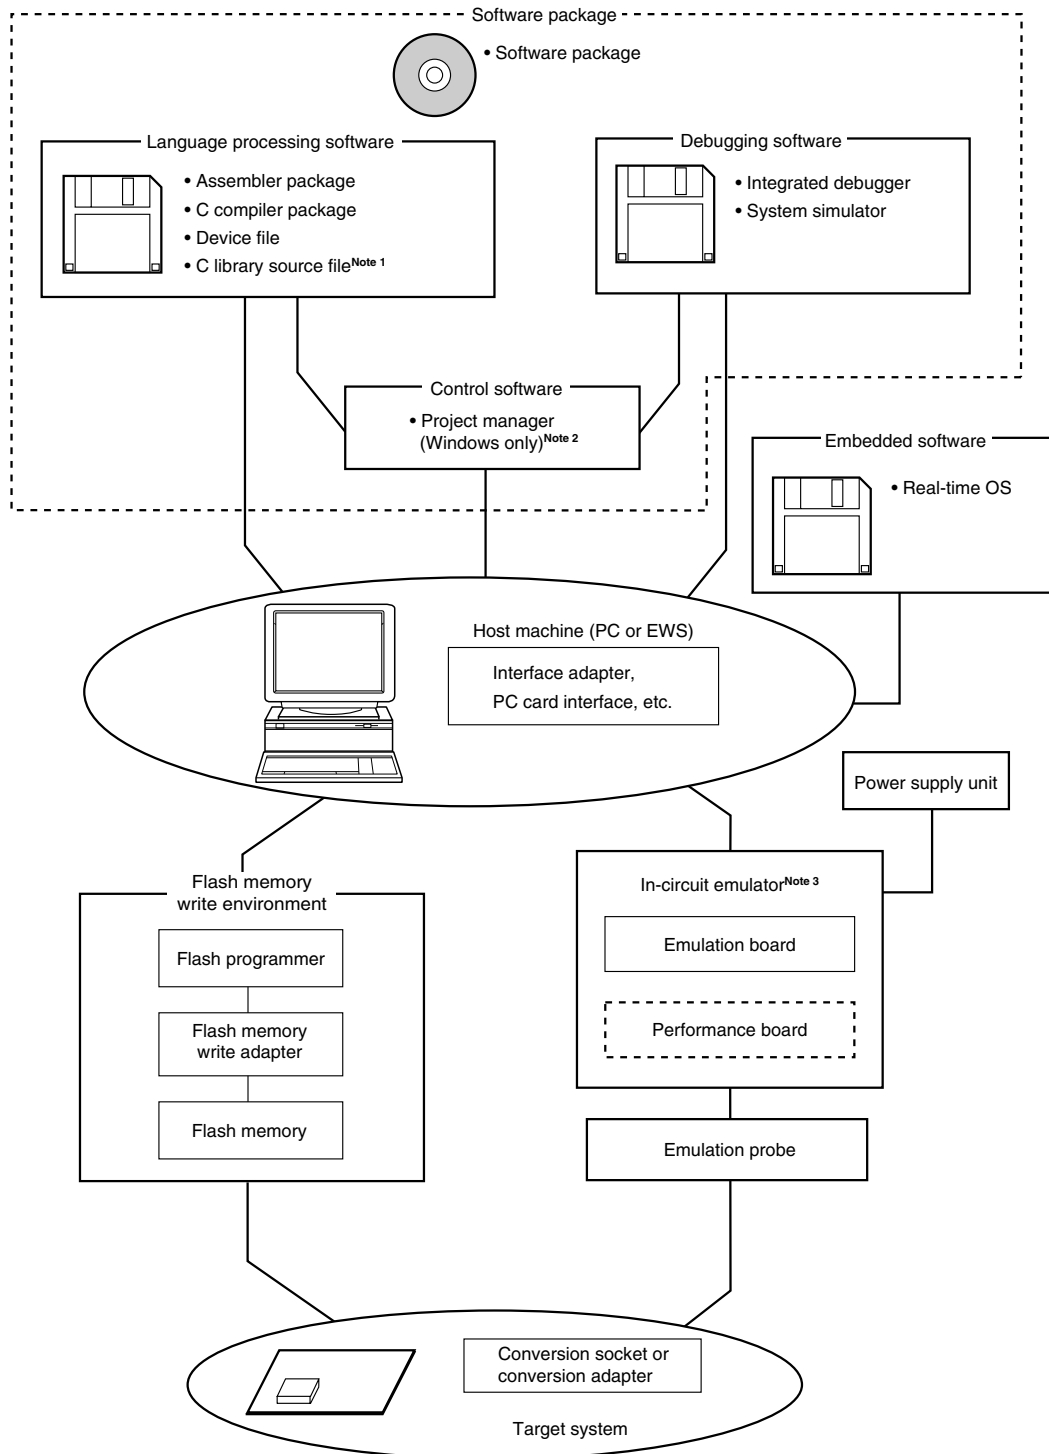 Software package
• Software package
Language processing software
• Assembler package
• C compiler package
• Device file
• C library source fileNote 1
Debugging software
• Integrated debugger
• System simulator
Control software
• Project manager
(Windows only)Note 2
Embedded software
• Real-time OS
Host machine (PC or EWS)
Interface adapter,
PC card interface, etc.
Power supply unit
Flash memory
write environment
Flash programmer
Flash memory
write adapter
Flash memory
In-circuit emulatorNote 3
Emulation board
Performance board
Emulation probe
Conversion socket or
conversion adapter
Target system